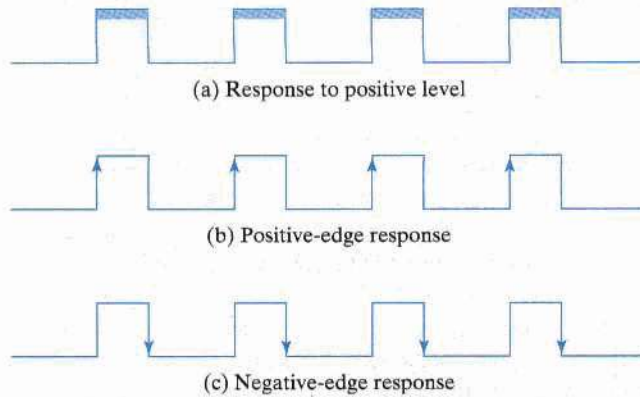 (a) Response to positive level
(b) Positive-edge response
(c) Negative-edge response